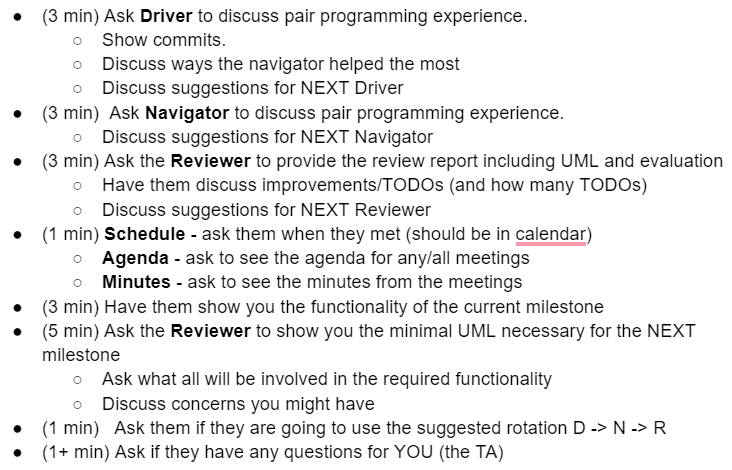 ● (3 min) Ask Driver to discuss pair programming experience.
○ Show commits.
○ Discuss ways the navigator helped the most
○ Discuss suggestions for NEXT Driver
● (3 min)  Ask Navigator to discuss pair programming experience.
○ Discuss suggestions for NEXT Navigator
● (3 min) Ask the Reviewer to provide the review report including UML and evaluation
○ Have them discuss improvements/TODOs (and how many TODOs)
○ Discuss suggestions for NEXT Reviewer
● (1 min) Schedule - ask them when they met (should be in calendar)
○ Agenda - ask to see the agenda for any/all meetings
○ Minutes - ask to see the minutes from the meetings
● (3 min) Have them show you the functionality of the current milestone
● (5 min) Ask the Reviewer to show you the minimal UML necessary for the NEXT
milestone
○ Ask what all will be involved in the required functionality
○ Discuss concerns you might have
● (1 min)   Ask them if they are going to use the suggested rotation D -> N -> R
● (1+ min) Ask if they have any questions for YOU (the TA)